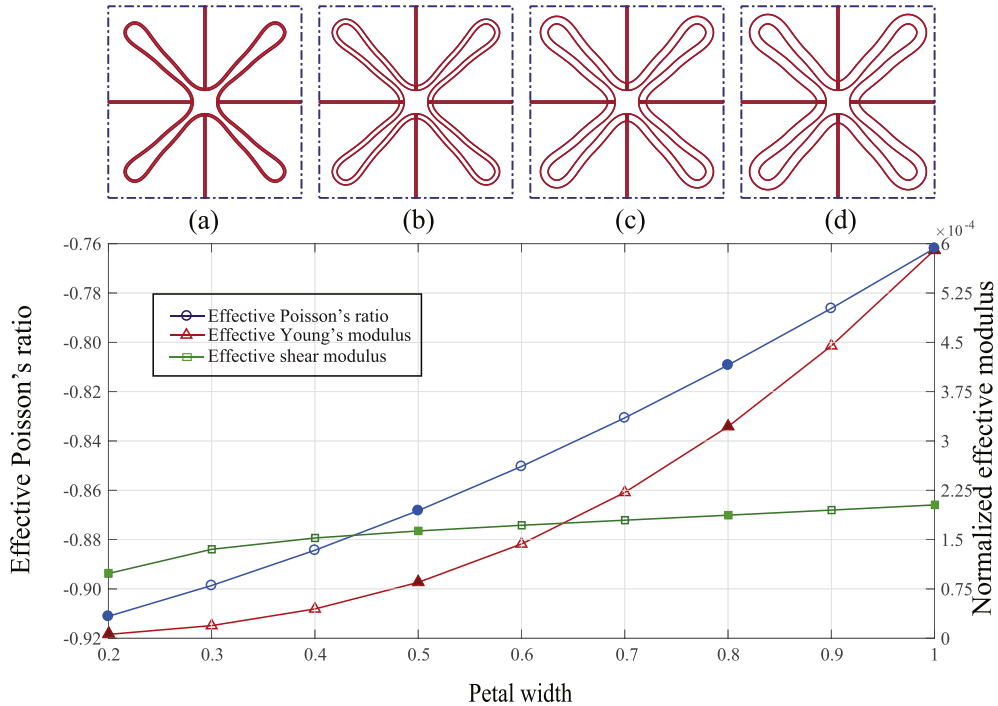 (a) (b) (c) (d)
×10⁻⁴
-0.76 6
-0.78 5.25
-0.80 4.5
-0.82 3.75
-0.84 3
-0.86 2.25
-0.88 1.5
-0.90 0.75
-0.92 0
Effective Poisson's ratio
Effective Young's modulus
Effective shear modulus
Effective Poisson's ratio
Normalized effective modulus
0.2 0.3 0.4 0.5 0.6 0.7 0.8 0.9 1
Petal width